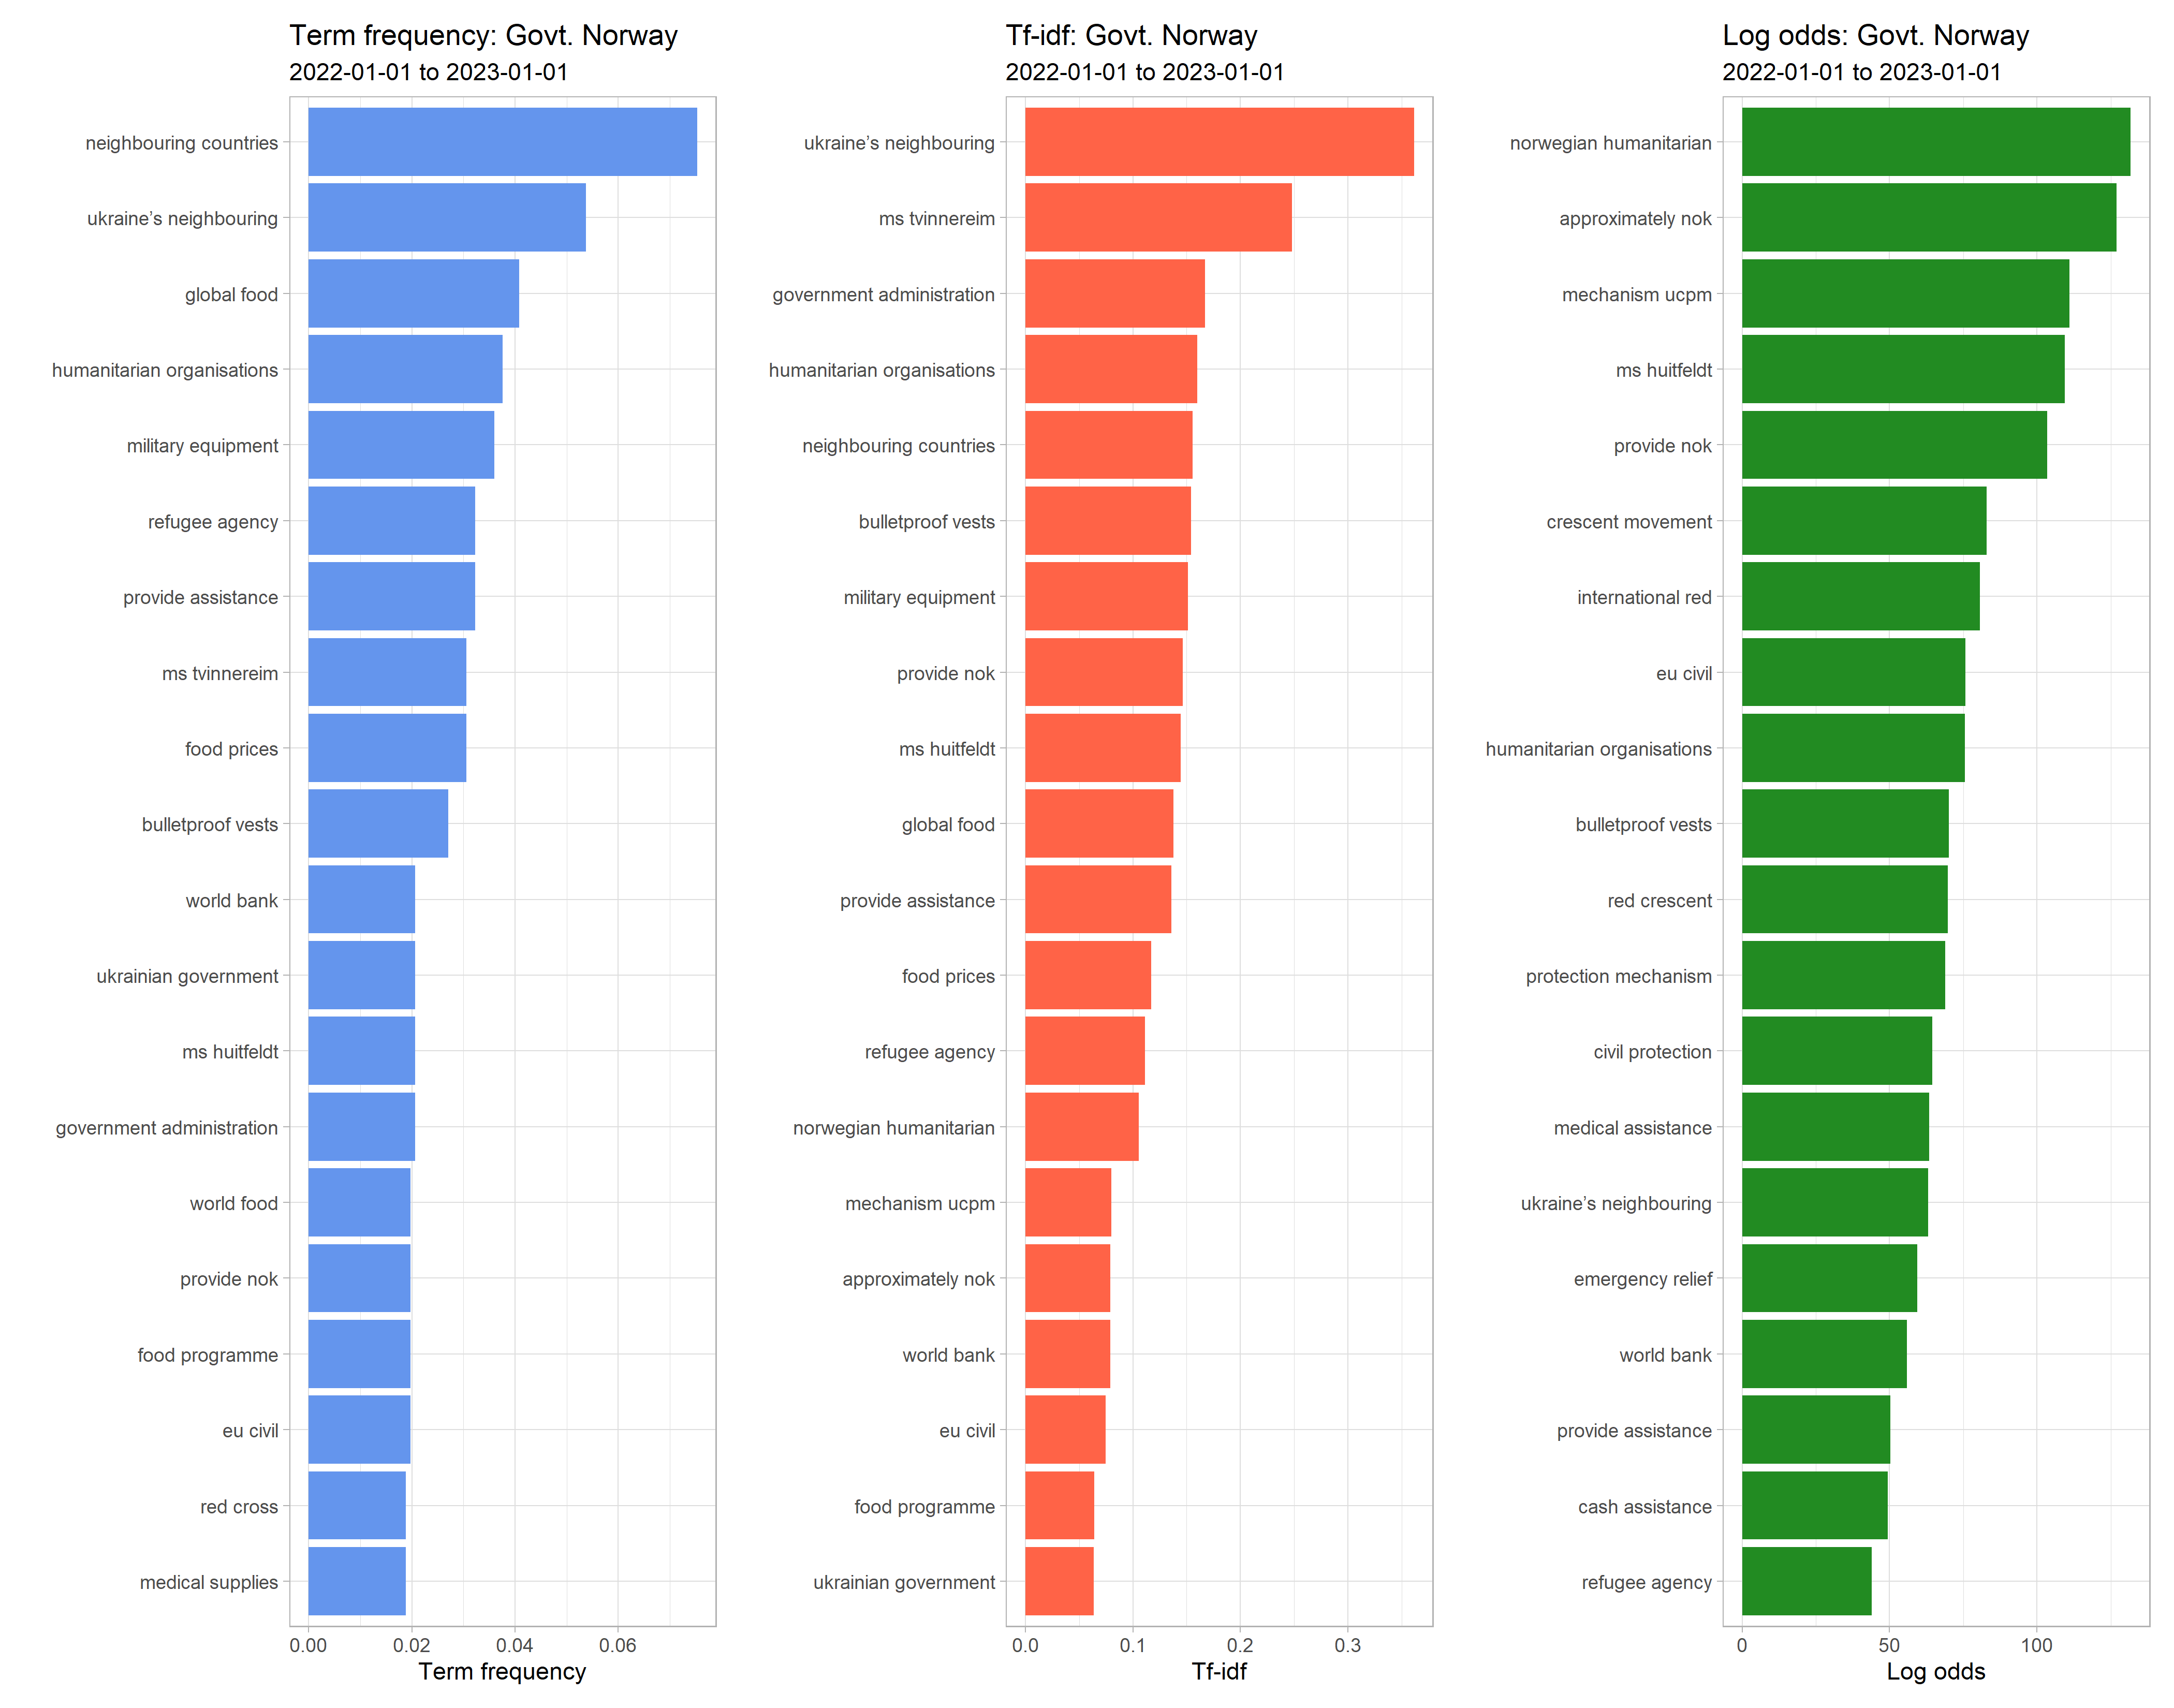 Term frequency: Govt. Norway
2022-01-01 to 2023-01-01
neighbouring countries
ukraine’s neighbouring
global food
humanitarian organisations
military equipment
refugee agency
provide assistance
ms tvinnereim
food prices
bulletproof vests
world bank
ukrainian government
ms huitfeldt
government administration
world food
provide nok
food programme
eu civil
red cross
medical supplies
0.00 0.02 0.04 0.06
Term frequency
Tf-idf: Govt. Norway
2022-01-01 to 2023-01-01
ukraine’s neighbouring
ms tvinnereim
government administration
humanitarian organisations
neighbouring countries
bulletproof vests
military equipment
provide nok
ms huitfeldt
global food
provide assistance
food prices
refugee agency
norwegian humanitarian
mechanism ucpm
approximately nok
world bank
eu civil
food programme
ukrainian government
0.0 0.1 0.2 0.3
Tf-idf
Log odds: Govt. Norway
2022-01-01 to 2023-01-01
norwegian humanitarian
approximately nok
mechanism ucpm
ms huitfeldt
provide nok
crescent movement
international red
eu civil
humanitarian organisations
bulletproof vests
red crescent
protection mechanism
civil protection
medical assistance
ukraine’s neighbouring
emergency relief
world bank
provide assistance
cash assistance
refugee agency
0 50 100
Log odds